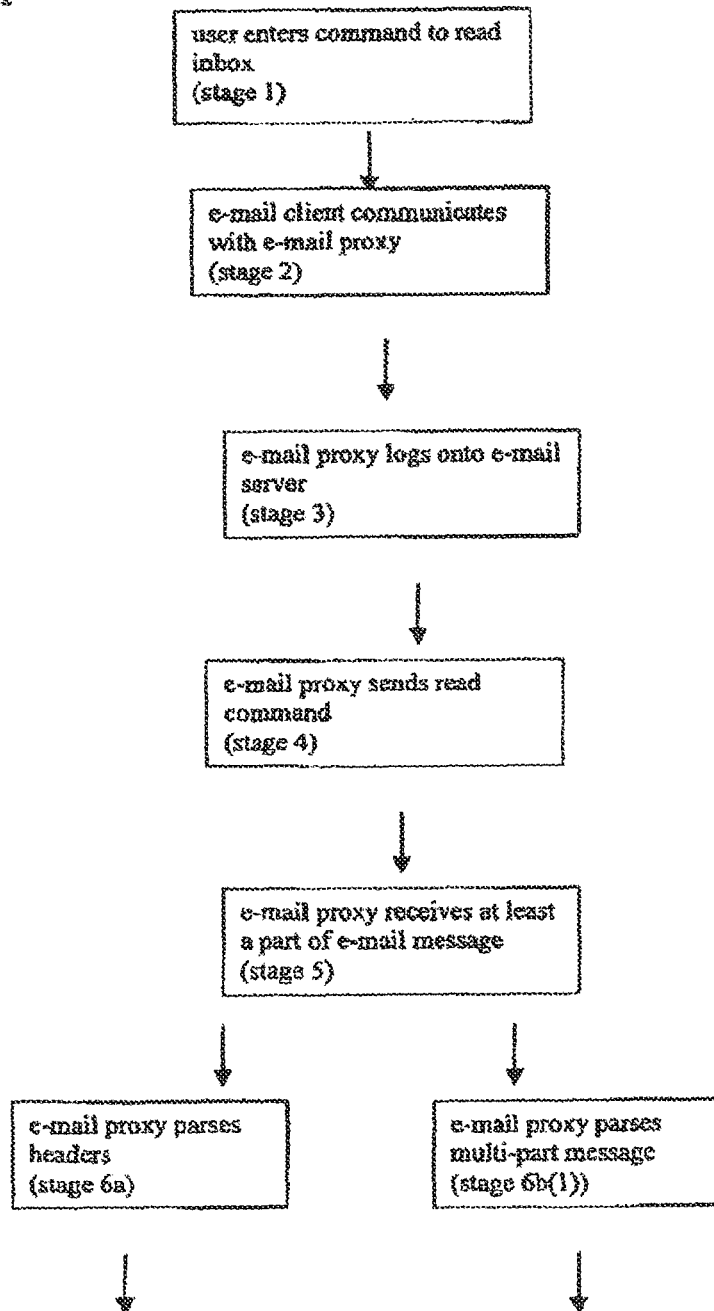 user enters command to read
inbox
(stage 1)
e-mail client communicates
with e-mail proxy
(stage 2)
e-mail proxy logs onto e-mail
server
(stage 3)
e-mail proxy sends read
command
(stage 4)
e-mail proxy receives at least
a part of e-mail message
(stage 5)
e-mail proxy parses
headers
(stage 6a)
e-mail proxy parses
multi-part message
(stage 6b(1))